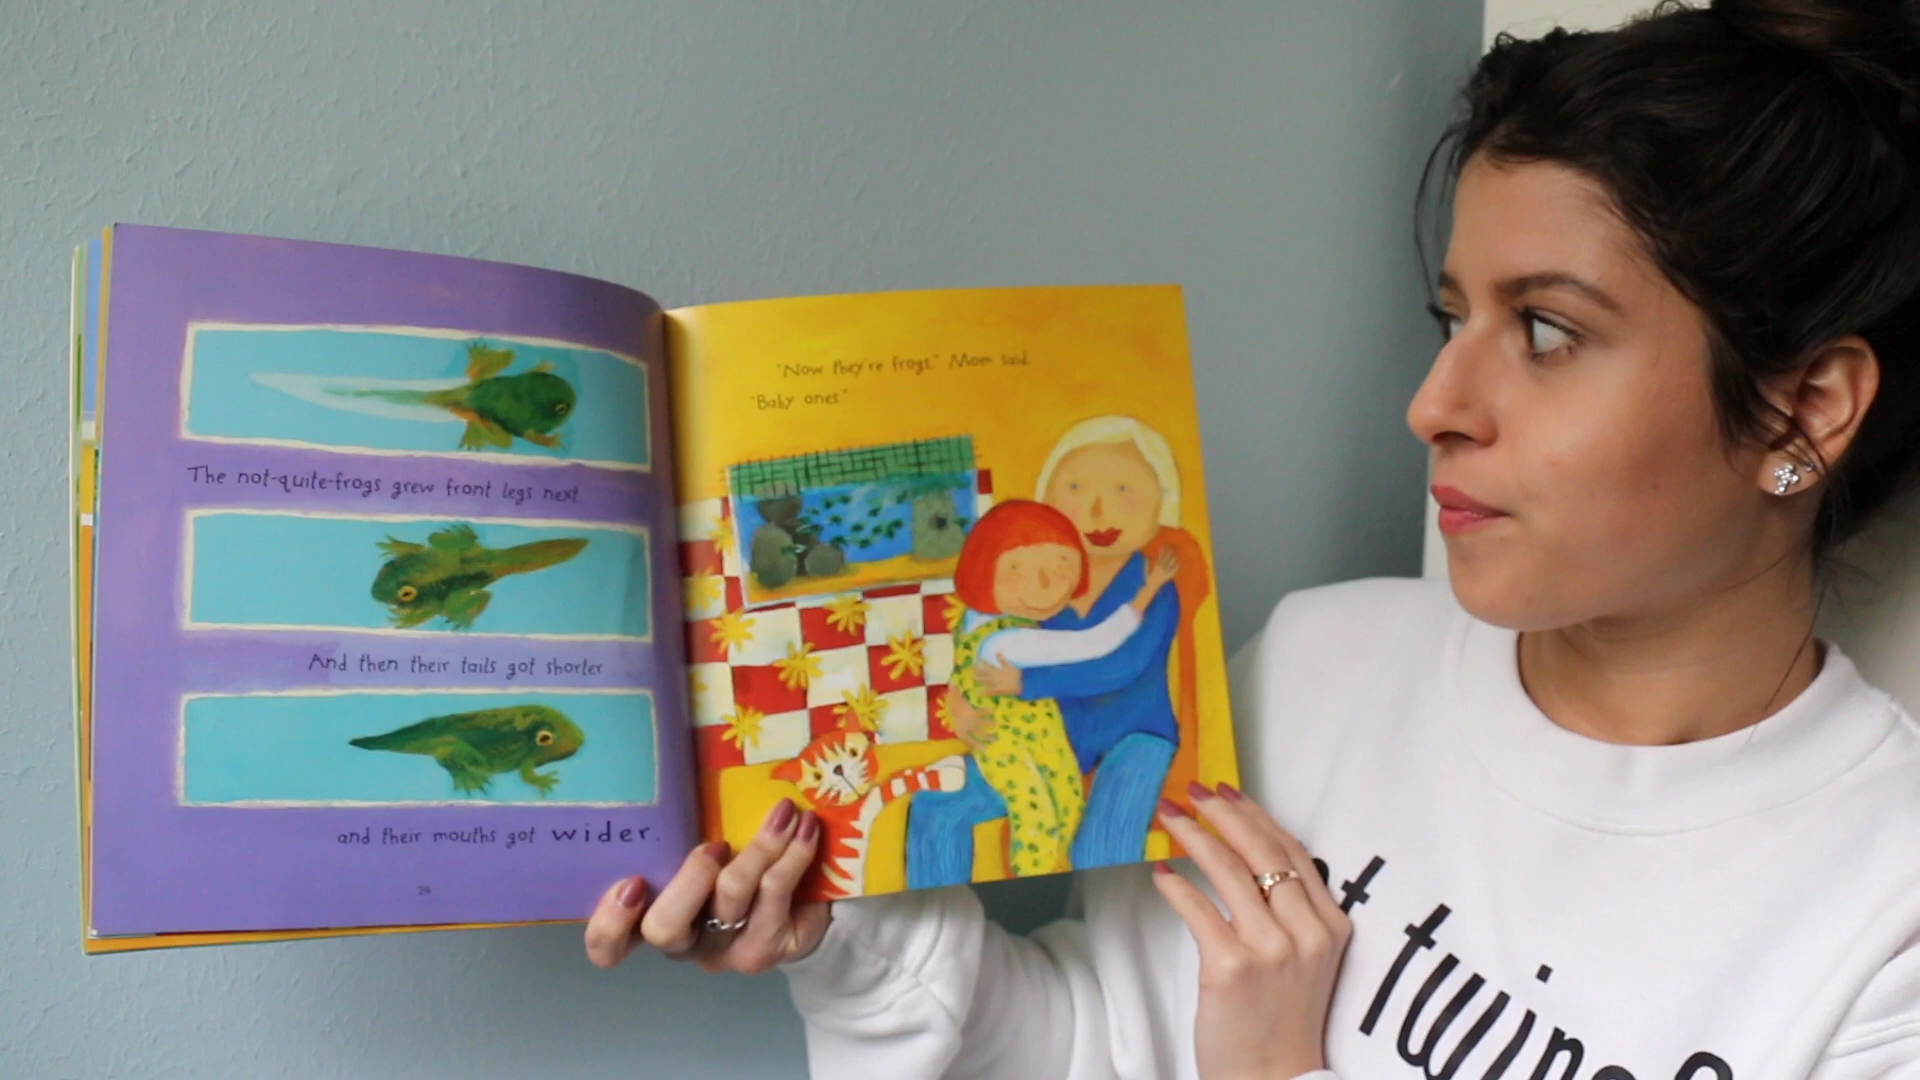 The not-quite-frogs grew front legs next.
And then their tails got shorter
and their mouths got wider.
24
"Now they're frogs," Mom said.
"Baby ones."